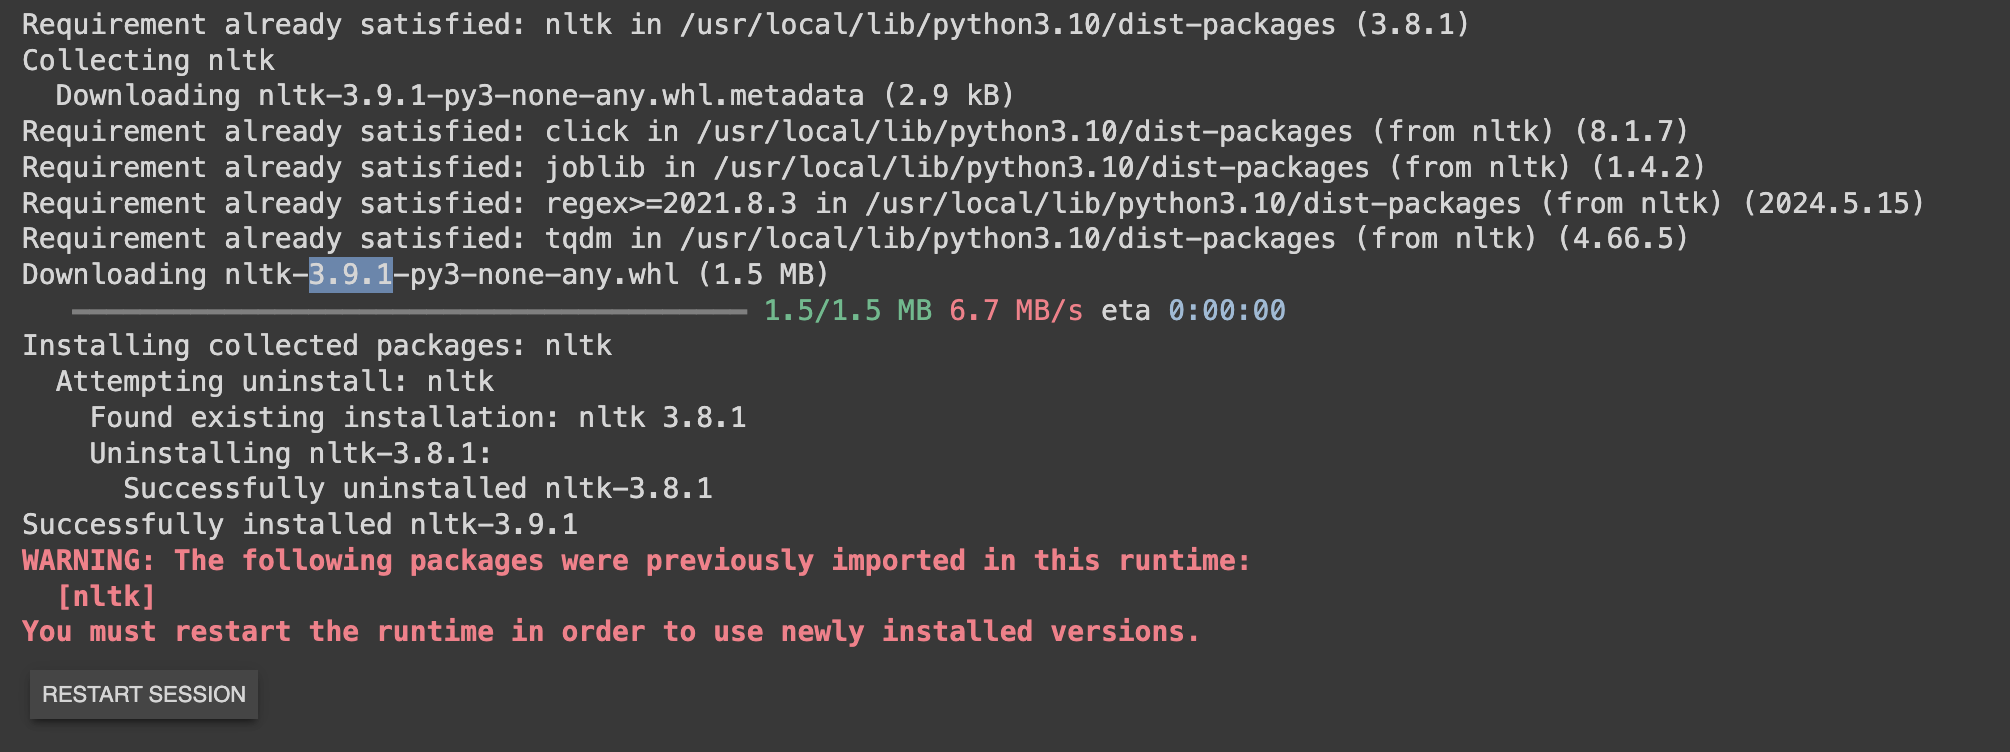 Requirement already satisfied: nltk in /usr/local/lib/python3.10/dist-packages (3.8.1)
Collecting nltk
  Downloading nltk-3.9.1-py3-none-any.whl.metadata (2.9 kB)
Requirement already satisfied: click in /usr/local/lib/python3.10/dist-packages (from nltk) (8.1.7)
Requirement already satisfied: joblib in /usr/local/lib/python3.10/dist-packages (from nltk) (1.4.2)
Requirement already satisfied: regex>=2021.8.3 in /usr/local/lib/python3.10/dist-packages (from nltk) (2024.5.15)
Requirement already satisfied: tqdm in /usr/local/lib/python3.10/dist-packages (from nltk) (4.66.5)
Downloading nltk-3.9.1-py3-none-any.whl (1.5 MB)
1.5/1.5 MB 6.7 MB/s eta 0:00:00
Installing collected packages: nltk
  Attempting uninstall: nltk
    Found existing installation: nltk 3.8.1
    Uninstalling nltk-3.8.1:
      Successfully uninstalled nltk-3.8.1
Successfully installed nltk-3.9.1
WARNING: The following packages were previously imported in this runtime:
  [nltk]
You must restart the runtime in order to use newly installed versions.
RESTART SESSION